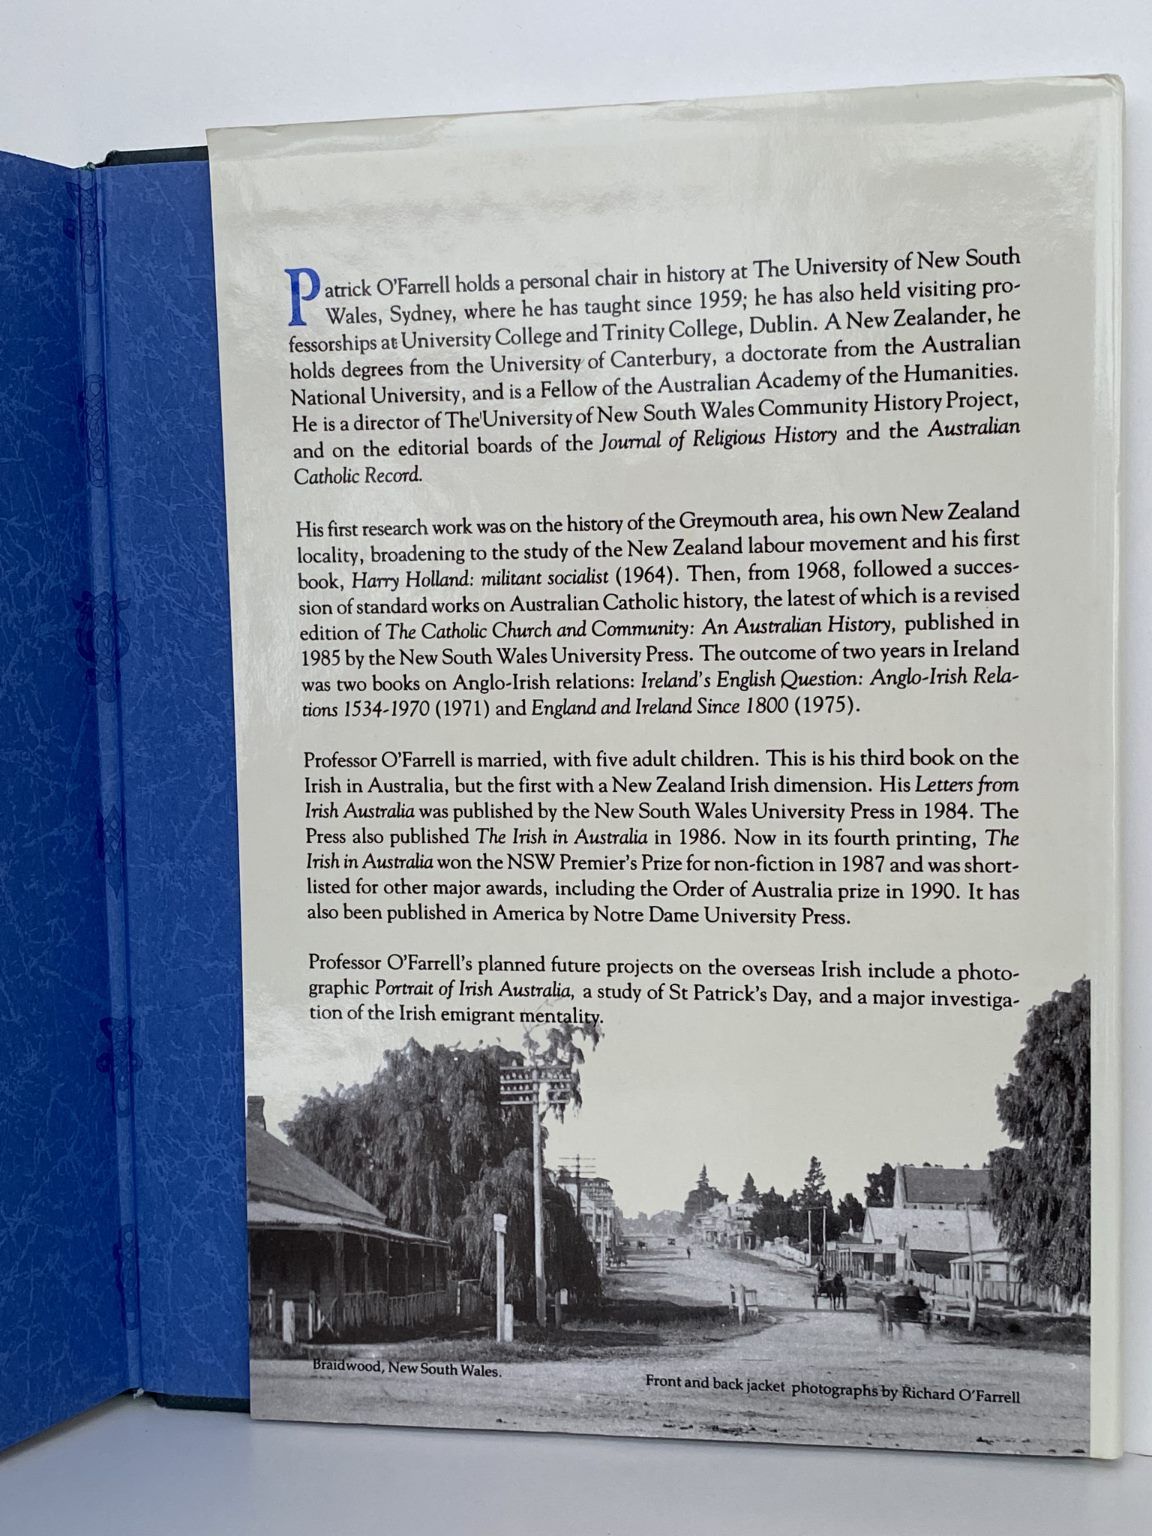 Patrick O'Farrell holds a personal chair in history at The University of New South
Wales, Sydney, where he has taught since 1959; he has also held visiting pro-
fessorships at University College and Trinity College, Dublin. A New Zealander, he
holds degrees from the University of Canterbury, a doctorate from the Australian
National University, and is a Fellow of the Australian Academy of the Humanities.
He is a director of The University of New South Wales Community History Project,
and on the editorial boards of the Journal of Religious History and the Australian
Catholic Record.
His first research work was on the history of the Greymouth area, his own New Zealand
locality, broadening to the study of the New Zealand labour movement and his first
book, Harry Holland: militant socialist (1964). Then, from 1968, followed a succes-
sion of standard works on Australian Catholic history, the latest of which is a revised
edition of The Catholic Church and Community: An Australian History, published in
1985 by the New South Wales University Press. The outcome of two years in Ireland
was two books on Anglo-Irish relations: Ireland's English Question: Anglo-Irish Rela-
tions 1534-1970 (1971) and England and Ireland Since 1800 (1975).
Professor O'Farrell is married, with five adult children. This is his third book on the
Irish in Australia, but the first with a New Zealand Irish dimension. His Letters from
Irish Australia was published by the New South Wales University Press in 1984. The
Press also published The Irish in Australia in 1986. Now in its fourth printing, The
Irish in Australia won the NSW Premier's Prize for non-fiction in 1987 and was short-
listed for other major awards, including the Order of Australia prize in 1990. It has
also been published in America by Notre Dame University Press.
Professor O'Farrell's planned future projects on the overseas Irish include a photo-
graphic Portrait of Irish Australia, a study of St Patrick's Day, and a major investiga-
tion of the Irish emigrant mentality.
Braidwood, New South Wales.
Front and back jacket photographs by Richard O'Farrell